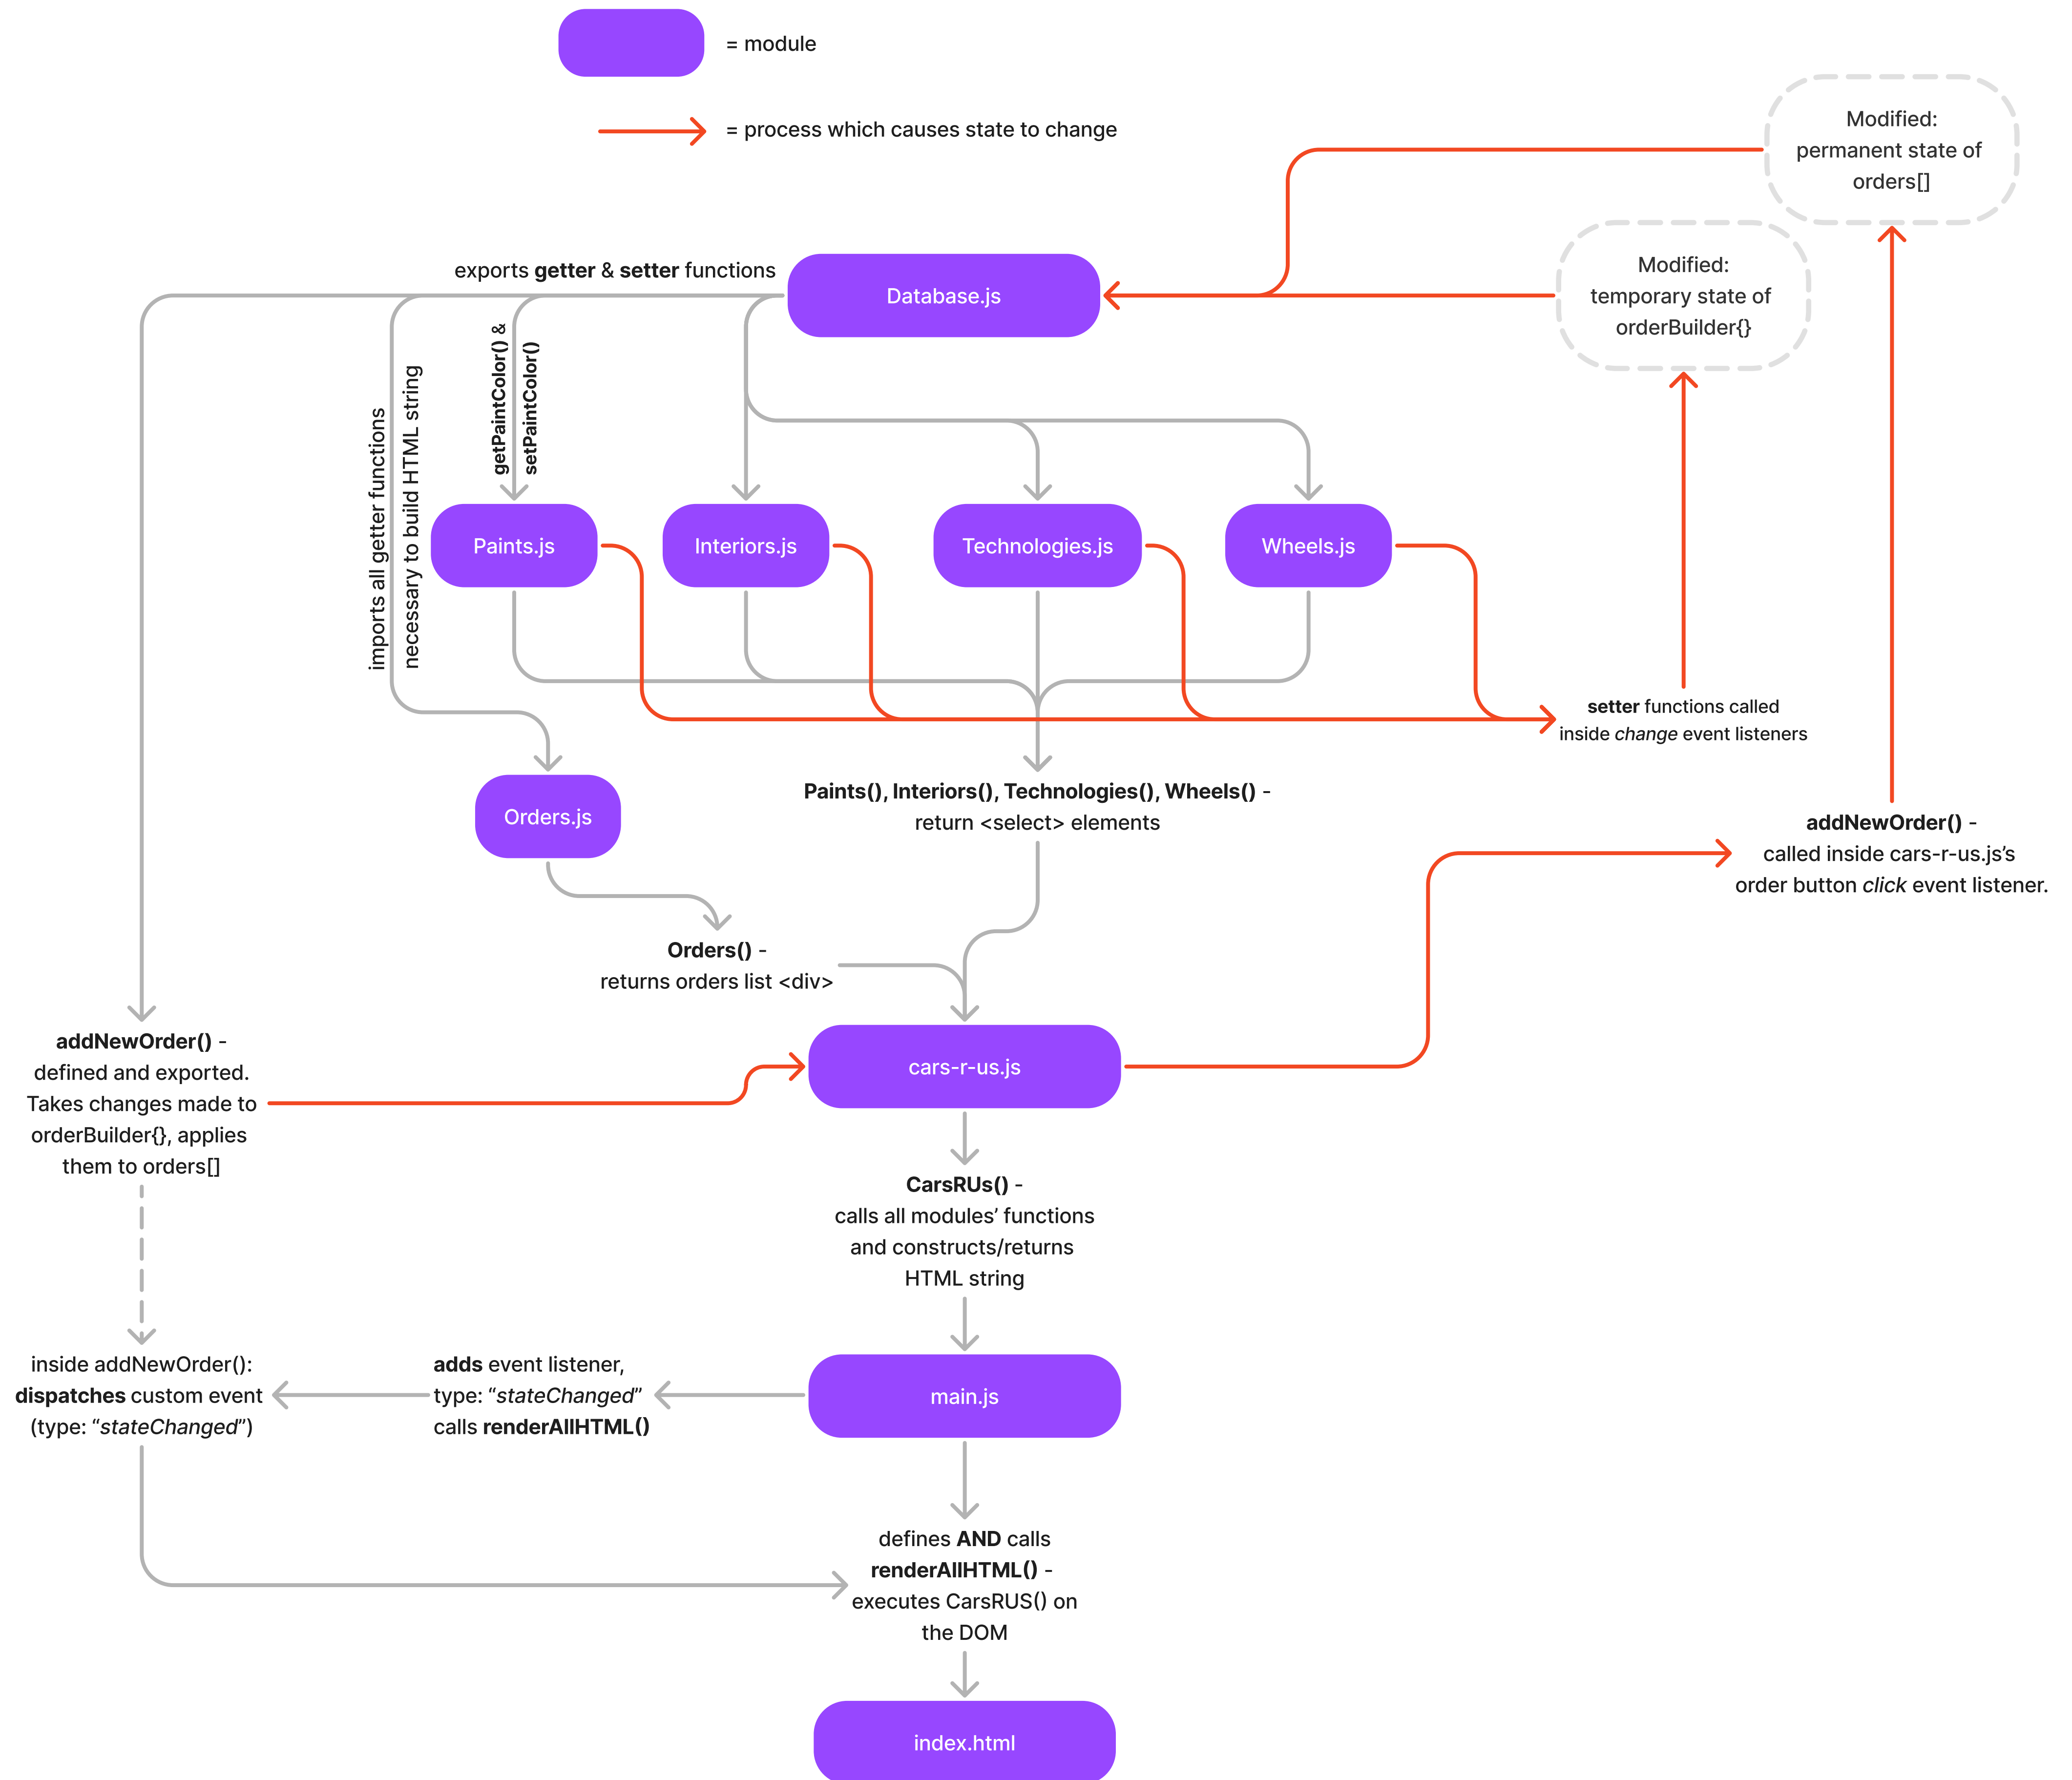 = module
= process which causes state to change
Modified:
permanent state of
orders[]
Modified:
temporary state of
orderBuilder{}
exports getter & setter functions
Database.js
imports all getter functions
necessary to build HTML string
getPaintColor() &
setPaintColor()
Paints.js
Interiors.js
Technologies.js
Wheels.js
setter functions called
inside change event listeners
Orders.js
Paints(), Interiors(), Technologies(), Wheels() -
return <select> elements
addNewOrder() -
called inside cars-r-us.js’s
order button click event listener.
Orders() -
returns orders list <div>
addNewOrder() -
defined and exported.
Takes changes made to
orderBuilder{}, applies
them to orders[]
cars-r-us.js
CarsRUs() -
calls all modules’ functions
and constructs/returns
HTML string
inside addNewOrder():
dispatches custom event
(type: “stateChanged”)
adds event listener,
type: “stateChanged”
calls renderAllHTML()
main.js
defines AND calls
renderAllHTML() -
executes CarsRUS() on
the DOM
index.html